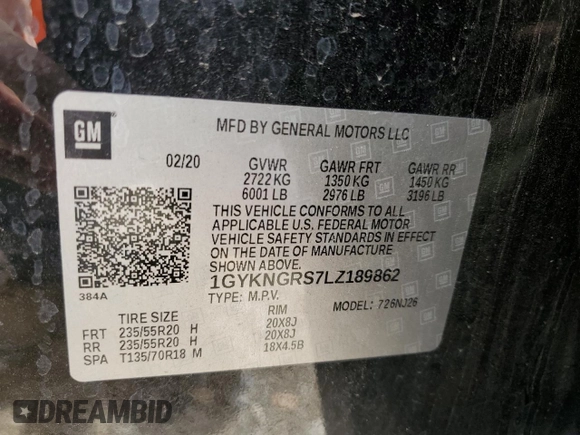 GM
MFD BY GENERAL MOTORS LLC
02/20 GVWR GAWR FRT GAWR RR
2722 KG 1350 KG 1450 KG
6001 LB 2976 LB 3196 LB
THIS VEHICLE CONFORMS TO ALL
APPLICABLE U.S. FEDERAL MOTOR
VEHICLE SAFETY STANDARDS IN EFFECT
ON THE DATE OF MANUFACTURE
SHOWN ABOVE.
384A
1GYKNGRS7LZ189862
TYPE: M.P.V. MODEL: 726NJ26
TIRE SIZE RIM
FRT 235/55R20 H 20X8J
RR 235/55R20 H 20X8J
SPA T135/70R18 M 18X4.5B
DREAMBID